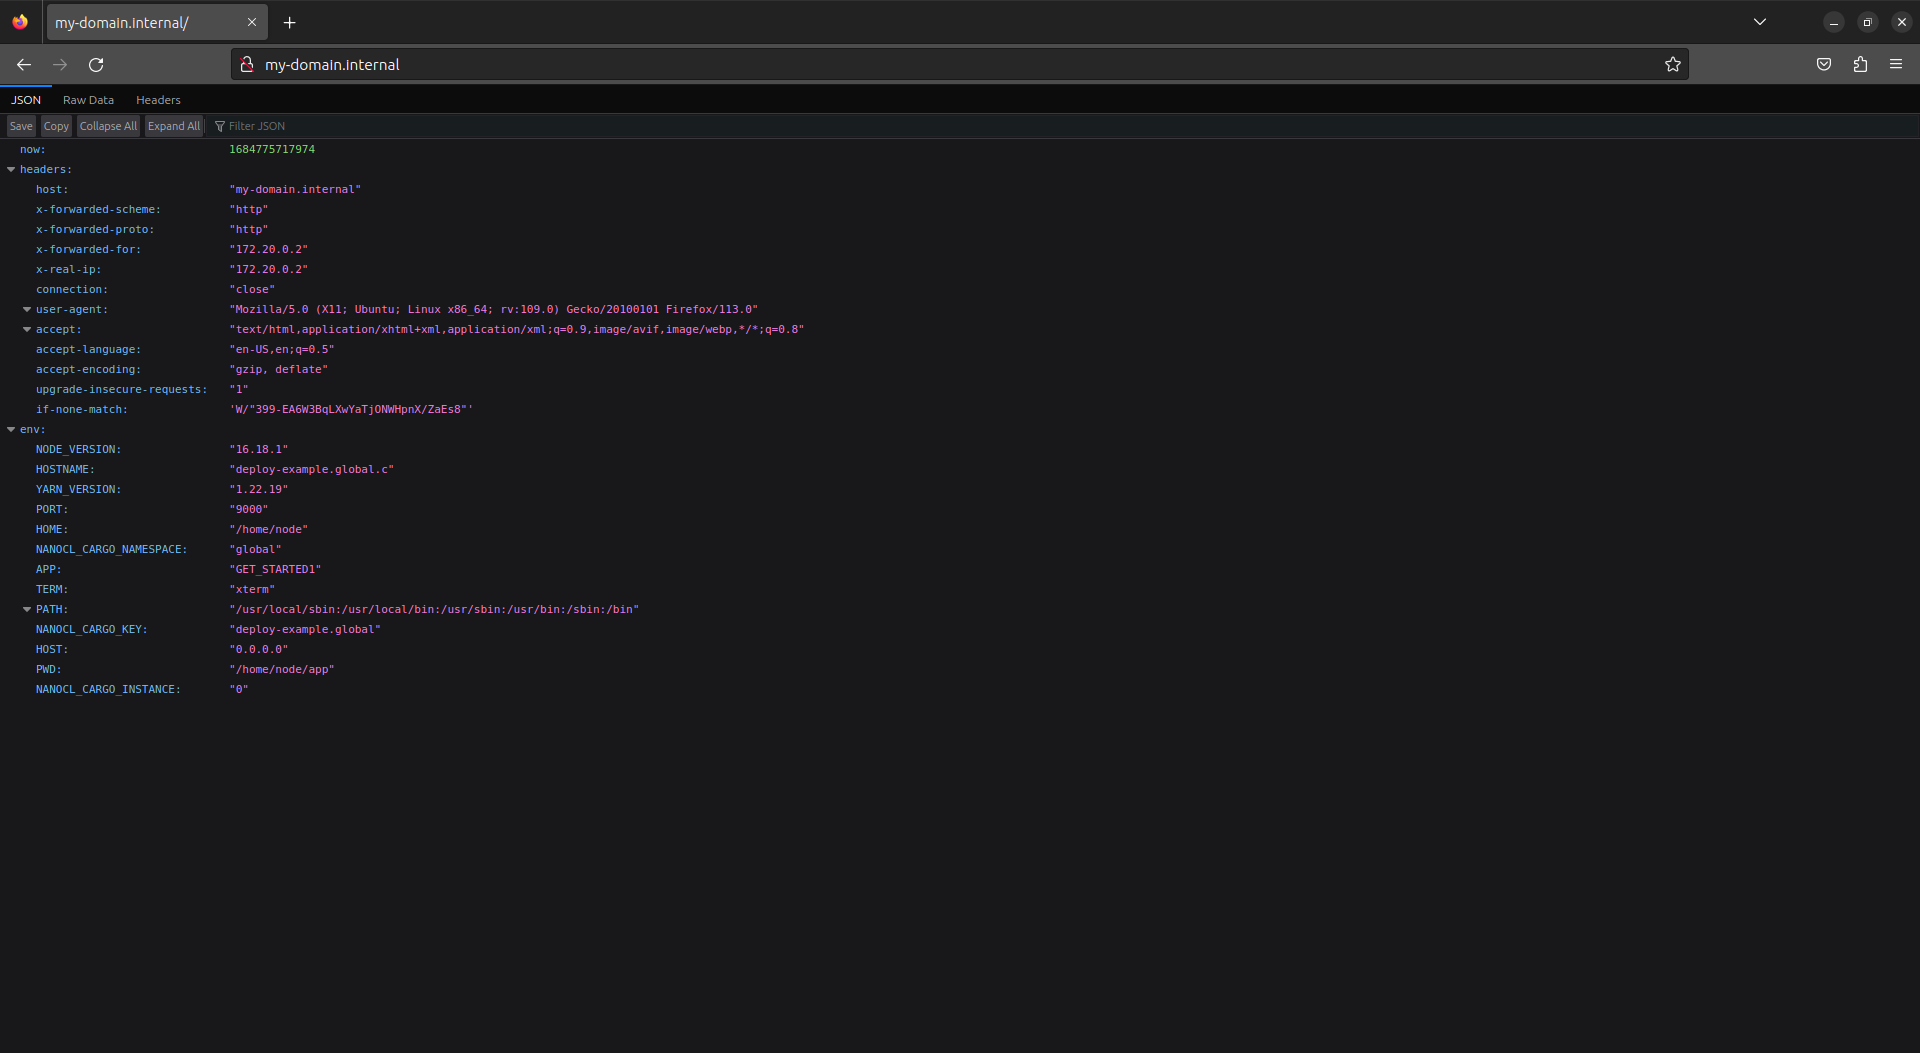 my-domain.internal/
my-domain.internal
JSON Raw Data Headers
Save Copy Collapse All Expand All Filter JSON
now: 1684775717974
headers:
host: "my-domain.internal"
x-forwarded-scheme: "http"
x-forwarded-proto: "http"
x-forwarded-for: "172.20.0.2"
x-real-ip: "172.20.0.2"
connection: "close"
user-agent: "Mozilla/5.0 (X11; Ubuntu; Linux x86_64; rv:109.0) Gecko/20100101 Firefox/113.0"
accept: "text/html,application/xhtml+xml,application/xml;q=0.9,image/avif,image/webp,*/*;q=0.8"
accept-language: "en-US,en;q=0.5"
accept-encoding: "gzip, deflate"
upgrade-insecure-requests: "1"
if-none-match: 'W/"399-EA6W3BqLXwYaTjONWHpnX/ZaEs8"'
env:
NODE_VERSION: "16.18.1"
HOSTNAME: "deploy-example.global.c"
YARN_VERSION: "1.22.19"
PORT: "9000"
HOME: "/home/node"
NANOCL_CARGO_NAMESPACE: "global"
APP: "GET_STARTED1"
TERM: "xterm"
PATH: "/usr/local/sbin:/usr/local/bin:/usr/sbin:/usr/bin:/sbin:/bin"
NANOCL_CARGO_KEY: "deploy-example.global"
HOST: "0.0.0.0"
PWD: "/home/node/app"
NANOCL_CARGO_INSTANCE: "0"